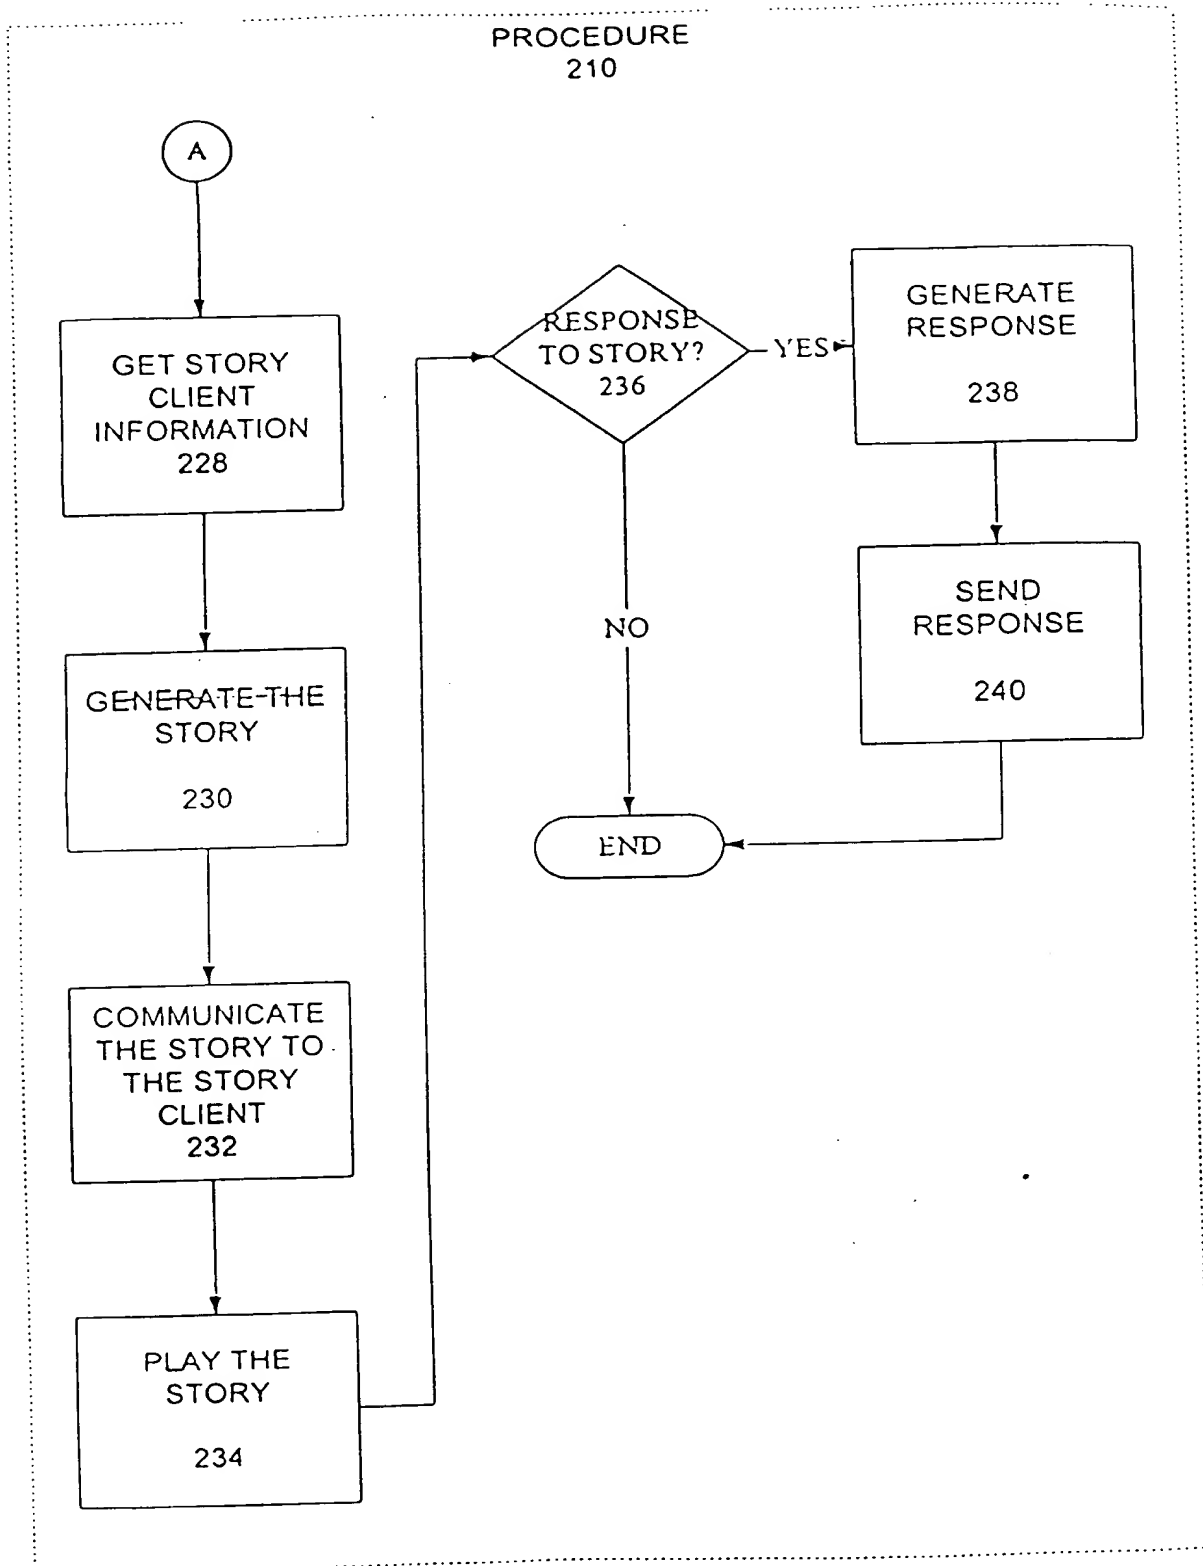 PROCEDURE
210
A
GET STORY
CLIENT
INFORMATION
228
GENERATE THE
STORY
230
COMMUNICATE
THE STORY TO
THE STORY
CLIENT
232
PLAY THE
STORY
234
RESPONSE
TO STORY?
236
YES
NO
GENERATE
RESPONSE
238
SEND
RESPONSE
240
END